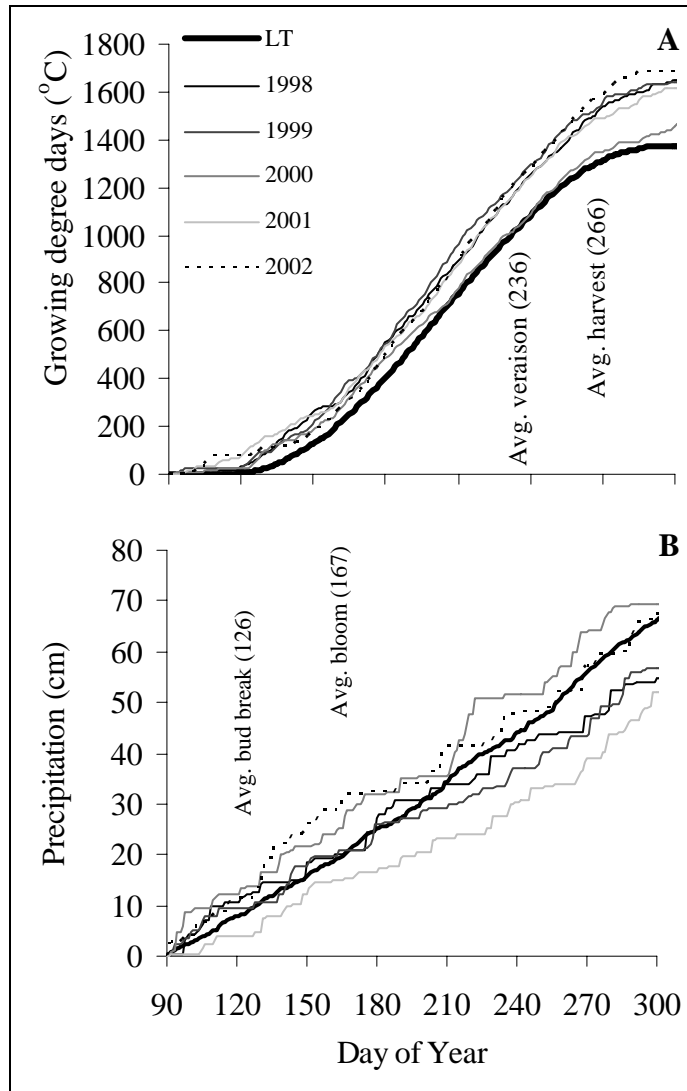 A
LT
1998
1999
2000
2001
2002
Growing degree days (°C)
1800
1600
1400
1200
1000
800
600
400
200
0
Avg. veraison (236)
Avg. harvest (266)
B
Precipitation (cm)
80
70
60
50
40
30
20
10
0
Avg. bud break (126)
Avg. bloom (167)
90 120 150 180 210 240 270 300
Day of Year